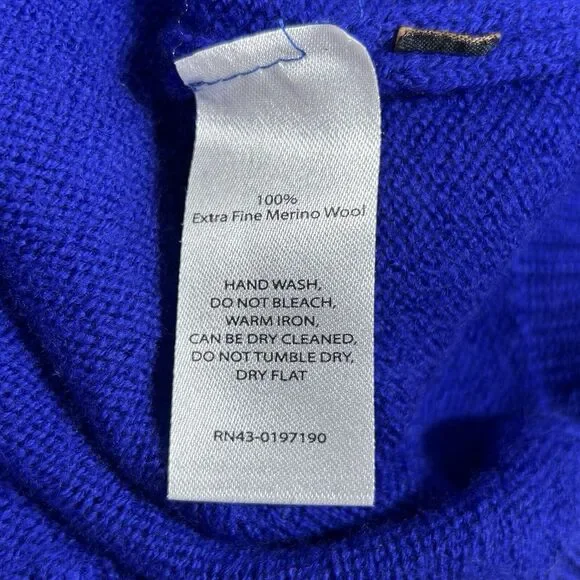 100%
Extra Fine Merino Wool
HAND WASH,
DO NOT BLEACH,
WARM IRON,
CAN BE DRY CLEANED,
DO NOT TUMBLE DRY,
DRY FLAT
RN43-0197190